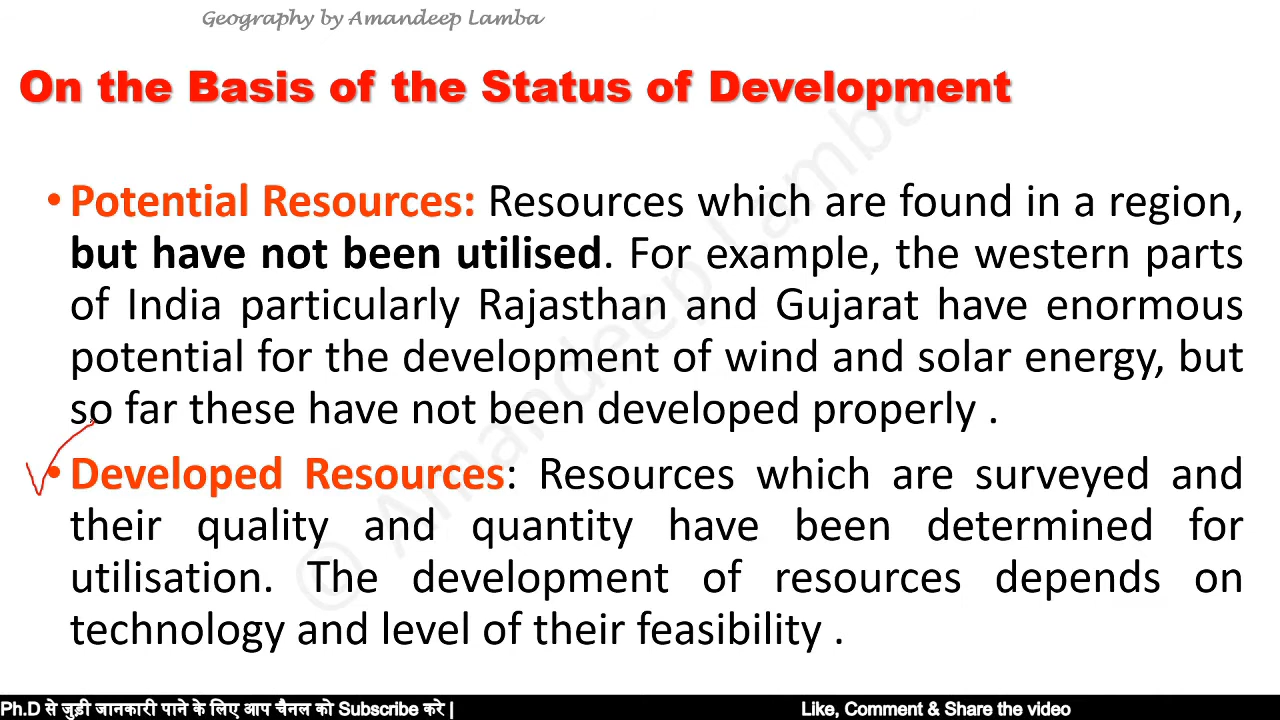 Geography by Amandeep Lamba
On the Basis of the Status of Development
• Potential Resources: Resources which are found in a region,
but have not been utilised. For example, the western parts
of India particularly Rajasthan and Gujarat have enormous
potential for the development of wind and solar energy, but
so far these have not been developed properly .
• Developed Resources: Resources which are surveyed and
their quality and quantity have been determined for
utilisation. The development of resources depends on
technology and level of their feasibility .
© Amandeep Lamba
Ph.D से जुड़ी जानकारी पाने के लिए आप चैनल को Subscribe करे |
Like, Comment & Share the video